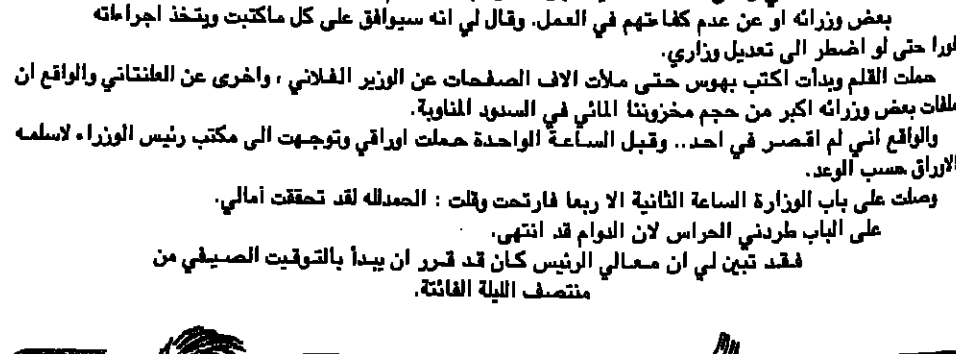 بعض وزرائه او عن عدم كفاءتهم في العمل. وقال لي انه سيوافق على كل ماكتبت ويتخذ اجراءاته
فورا حتى لو اضطر الى تعديل وزاري.
حملت القلم وبدأت اكتب بهوس حتى ملأت الاف الصفحات عن الوزير الفلاني ، واخرى عن العلنتاني والواقع ان
ملفات بعض وزرائه اكبر من حجم مخزوننا المائي في السدود المناوبة.
والواقع اني لم اقصر في احد.. وقبل الساعة الواحدة حملت اوراقي وتوجهت الى مكتب رئيس الوزراء لاسلمه
الاوراق حسب الوعد.
وصلت على باب الوزارة الساعة الثانية الا ربعا فارتحت وقلت : الحمدلله لقد تحققت آمالي.
على الباب طردني الحراس لان الدوام قد انتهى.
فقد تبين لي ان معالي الرئيس كان قد قرر ان يبدأ بالتوقيت الصيفي من
منتصف الليلة الفائتة.